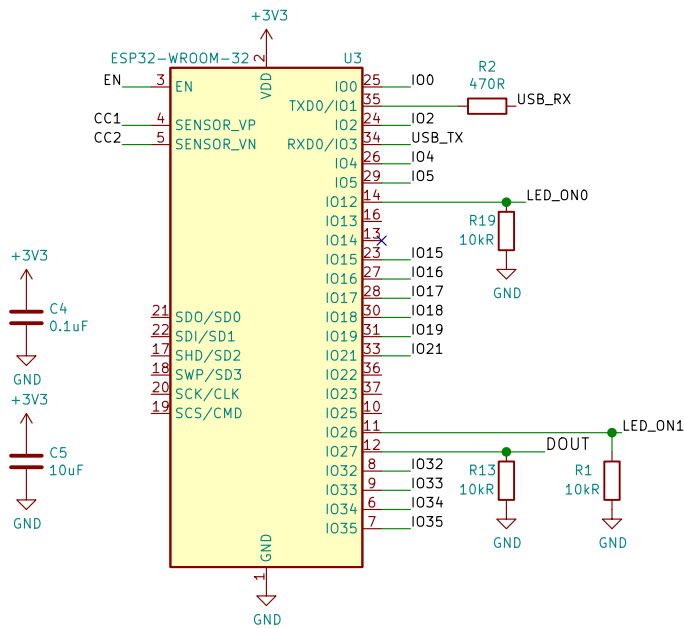 +3V3
ESP32-WROOM-32
U3
2
VDD
EN
3
EN
25
IO0
IO0
35
TXD0/IO1
R2
470R
USB_RX
CC1
4
SENSOR_VP
24
IO2
IO2
CC2
5
SENSOR_VN
34
RXD0/IO3
USB_TX
26
IO4
IO4
29
IO5
IO5
14
IO12
LED_ON0
16
IO13
R19
10kR
GND
13
IO14
23
IO15
IO15
27
IO16
IO16
28
IO17
IO17
30
IO18
IO18
31
IO19
IO19
33
IO21
IO21
36
IO22
37
IO23
10
IO25
11
IO26
LED_ON1
12
IO27
DOUT
8
IO32
IO32
9
IO33
IO33
6
IO34
IO34
7
IO35
IO35
R13
10kR
GND
R1
10kR
GND
+3V3
C4
0.1uF
GND
+3V3
C5
10uF
GND
21
SDO/SD0
22
SDI/SD1
17
SHD/SD2
18
SWP/SD3
20
SCK/CLK
19
SCS/CMD
GND
1
GND